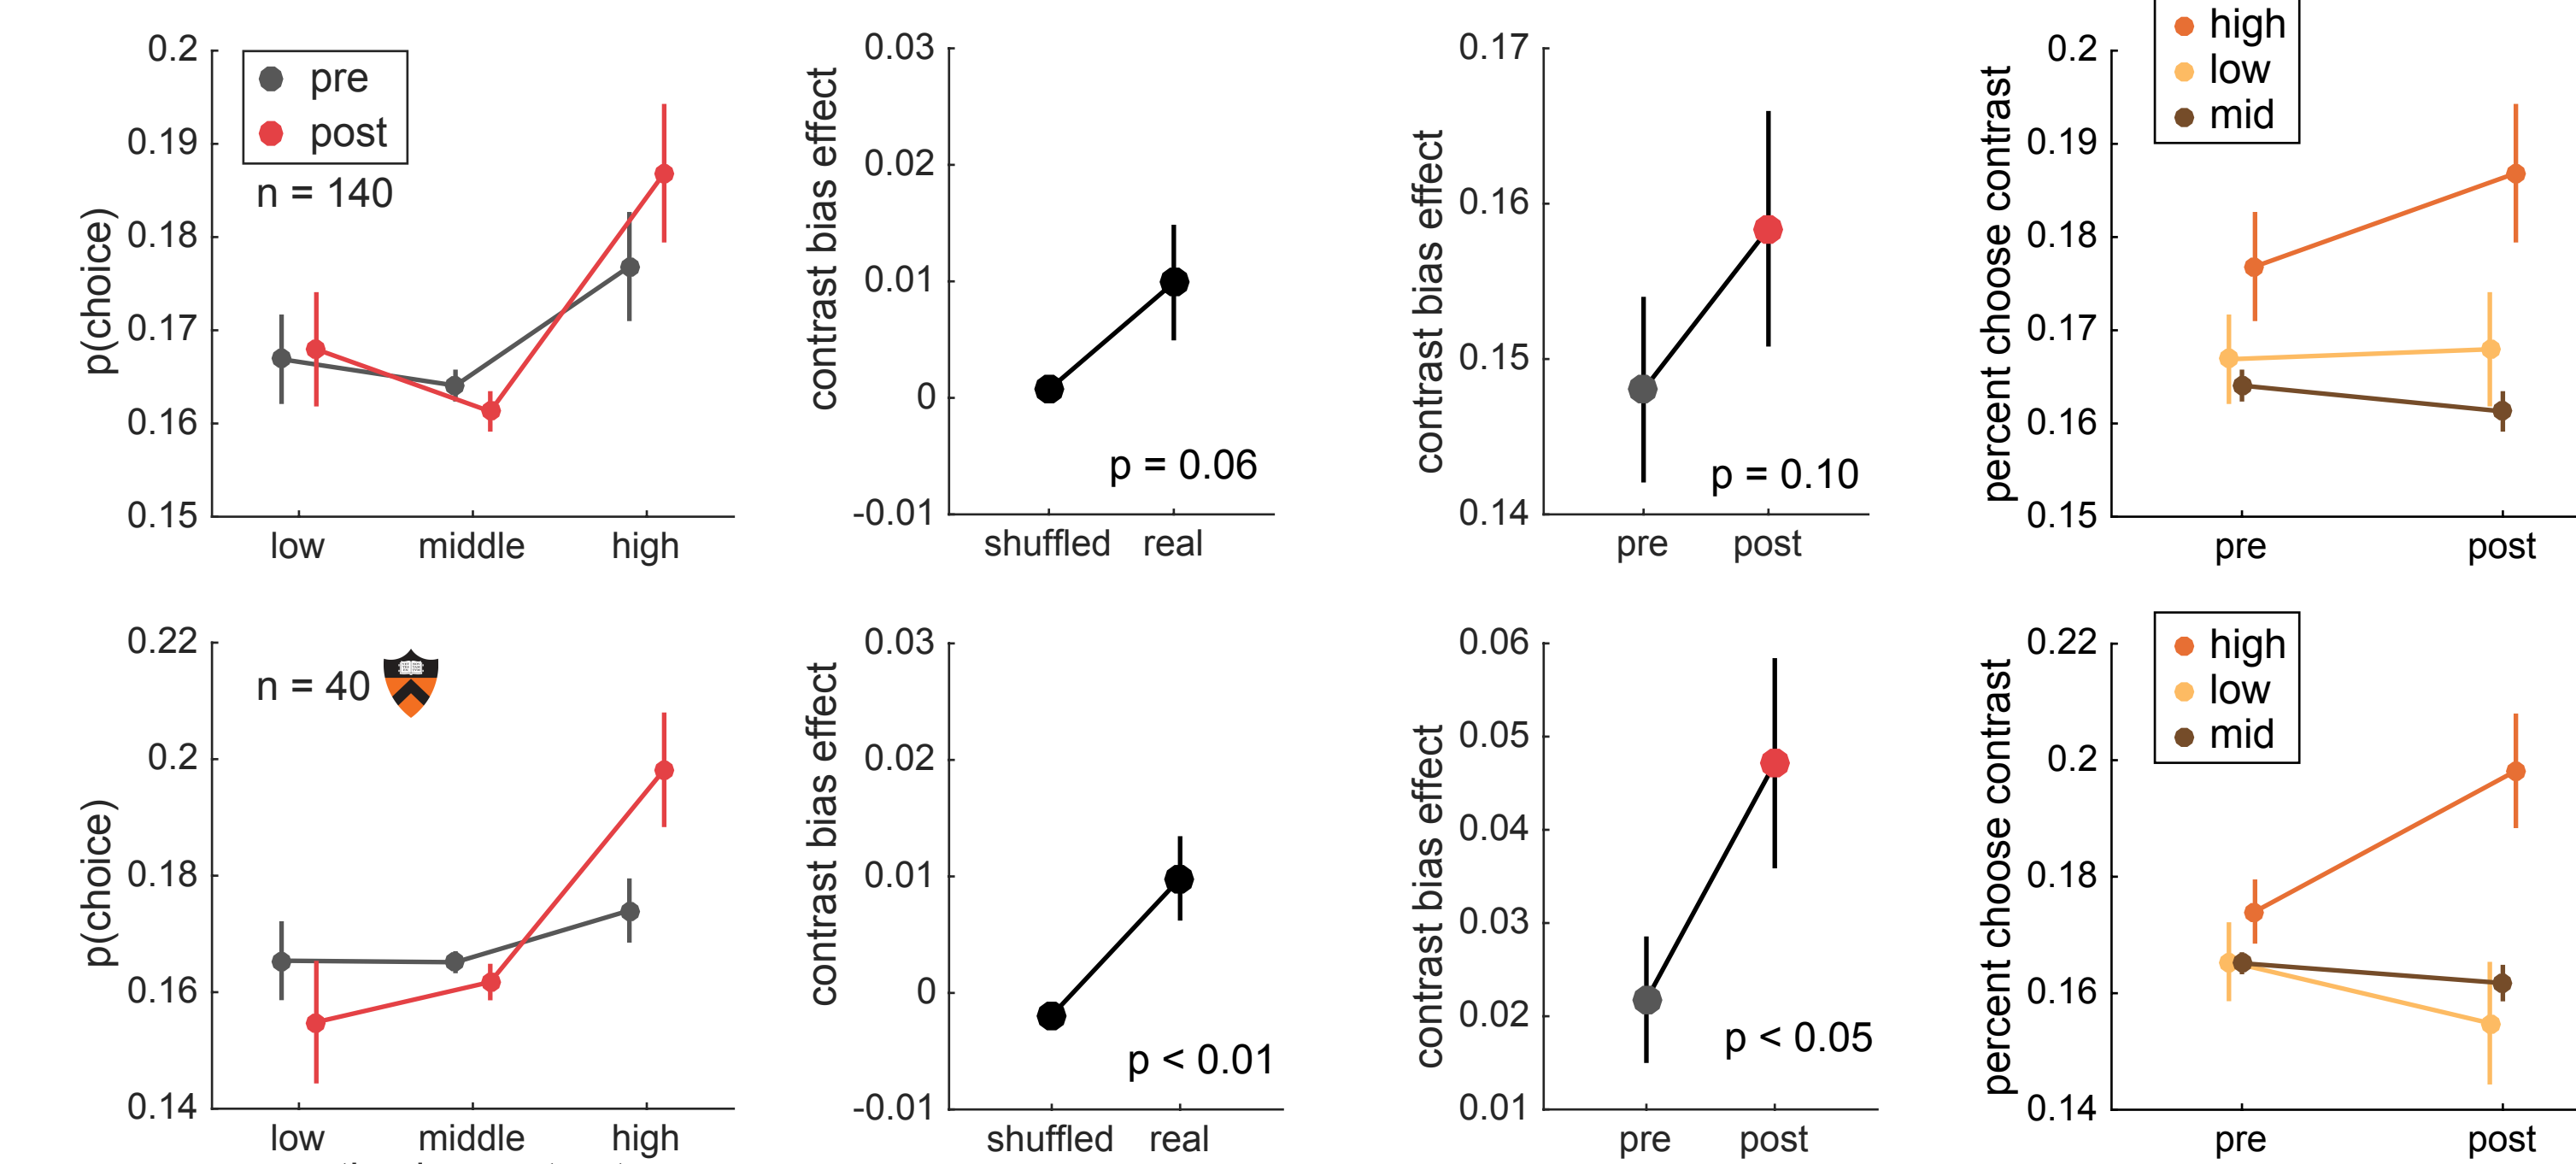 0.2
0.19
0.18
0.17
0.16
0.15
p(choice)
pre
post
n = 140
low middle high
0.03
0.02
0.01
0
-0.01
contrast bias effect
p = 0.06
shuffled real
0.17
0.16
0.15
0.14
contrast bias effect
p = 0.10
pre post
high
low
mid
0.2
0.19
0.18
0.17
0.16
0.15
percent choose contrast
pre post
0.22
0.2
0.18
0.16
0.14
p(choice)
n = 40
low middle high
0.03
0.02
0.01
0
-0.01
contrast bias effect
p < 0.01
shuffled real
0.06
0.05
0.04
0.03
0.02
0.01
contrast bias effect
p < 0.05
pre post
high
low
mid
0.22
0.2
0.18
0.16
0.14
percent choose contrast
pre post